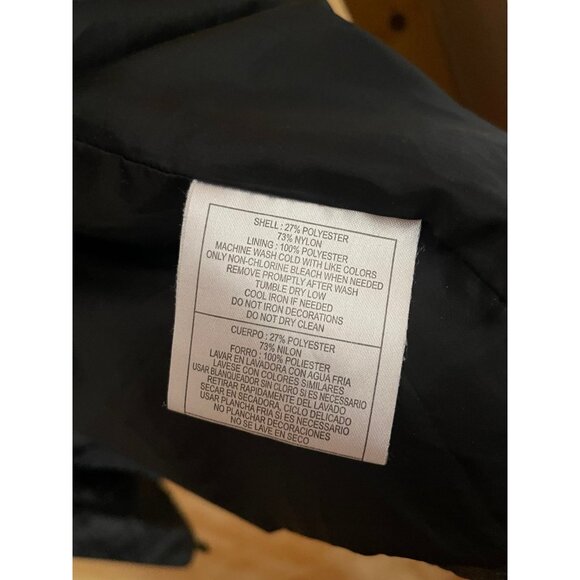 SHELL : 27% POLYESTER
73% NYLON
LINING : 100% POLYESTER
MACHINE WASH COLD WITH LIKE COLORS
ONLY NON-CHLORINE BLEACH WHEN NEEDED
REMOVE PROMPTLY AFTER WASH
TUMBLE DRY LOW
COOL IRON IF NEEDED
DO NOT IRON DECORATIONS
DO NOT DRY CLEAN
CUERPO : 27% POLYESTER
73% NILON
FORRO : 100% POLIESTER
LAVAR EN LAVADORA CON AGUA FRIA
LAVESE CON COLORES SIMILARES
USAR BLANQUEADOR SIN CLORO SI ES NECESARIO
RETIRAR RAPIDAMENTE DEL LAVADO
SECAR EN SECADORA, CICLO DELICADO
USAR PLANCHA FRIA SI ES NECESARIO
NO PLANCHAR DECORACIONES
NO SE LAVE EN SECO